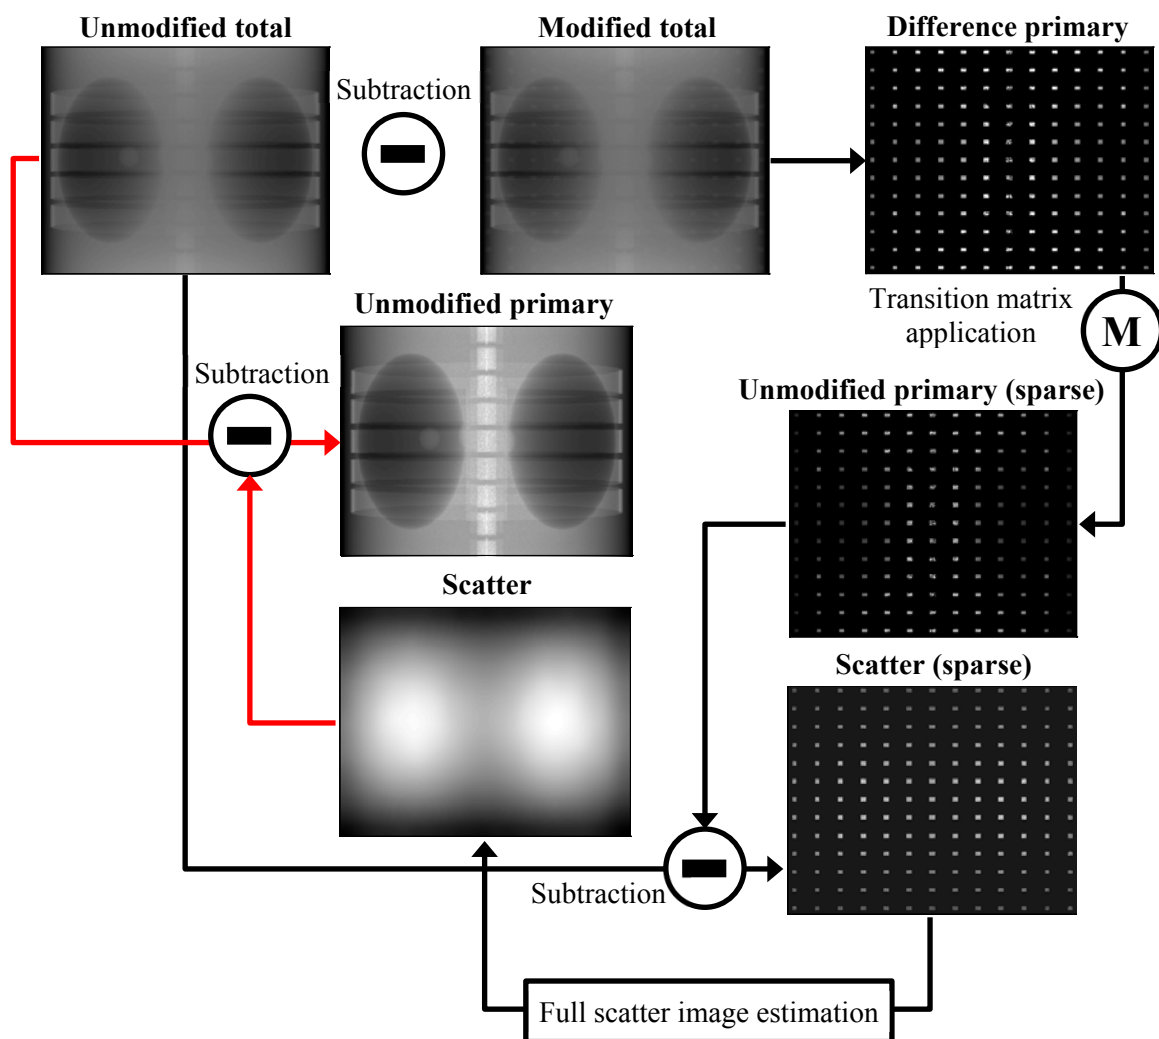 Unmodified total
Modified total
Difference primary
Subtraction
Transition matrix
application
M
Unmodified primary
Subtraction
Unmodified primary (sparse)
Scatter
Scatter (sparse)
Subtraction
Full scatter image estimation